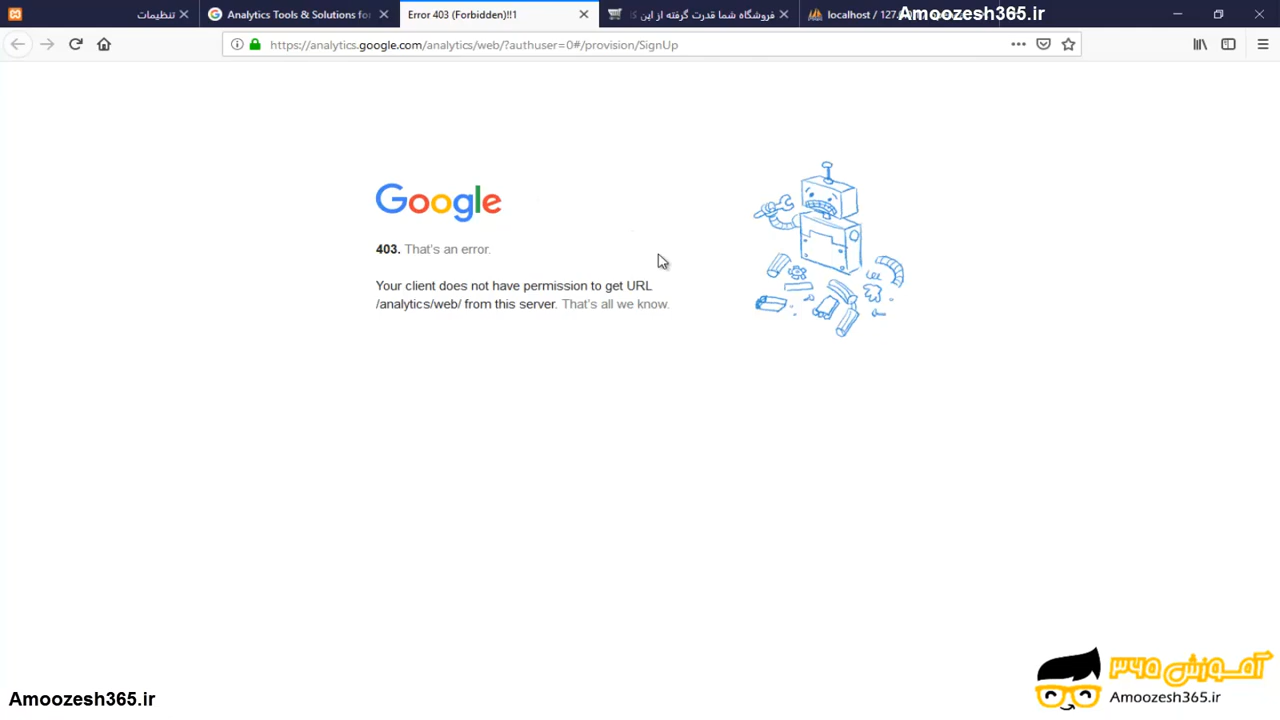 تنظیمات
Analytics Tools & Solutions for
Error 403 (Forbidden)!!1
فروشگاه شما قدرت گرفته از این
localhost / 127.
Amoozesh365.ir
https://analytics.google.com/analytics/web/?authuser=0#/provision/SignUp
Google
403. That's an error.
Your client does not have permission to get URL
/analytics/web/ from this server. That's all we know.
آموزش ۳۶۵
Amoozesh365.ir
Amoozesh365.ir